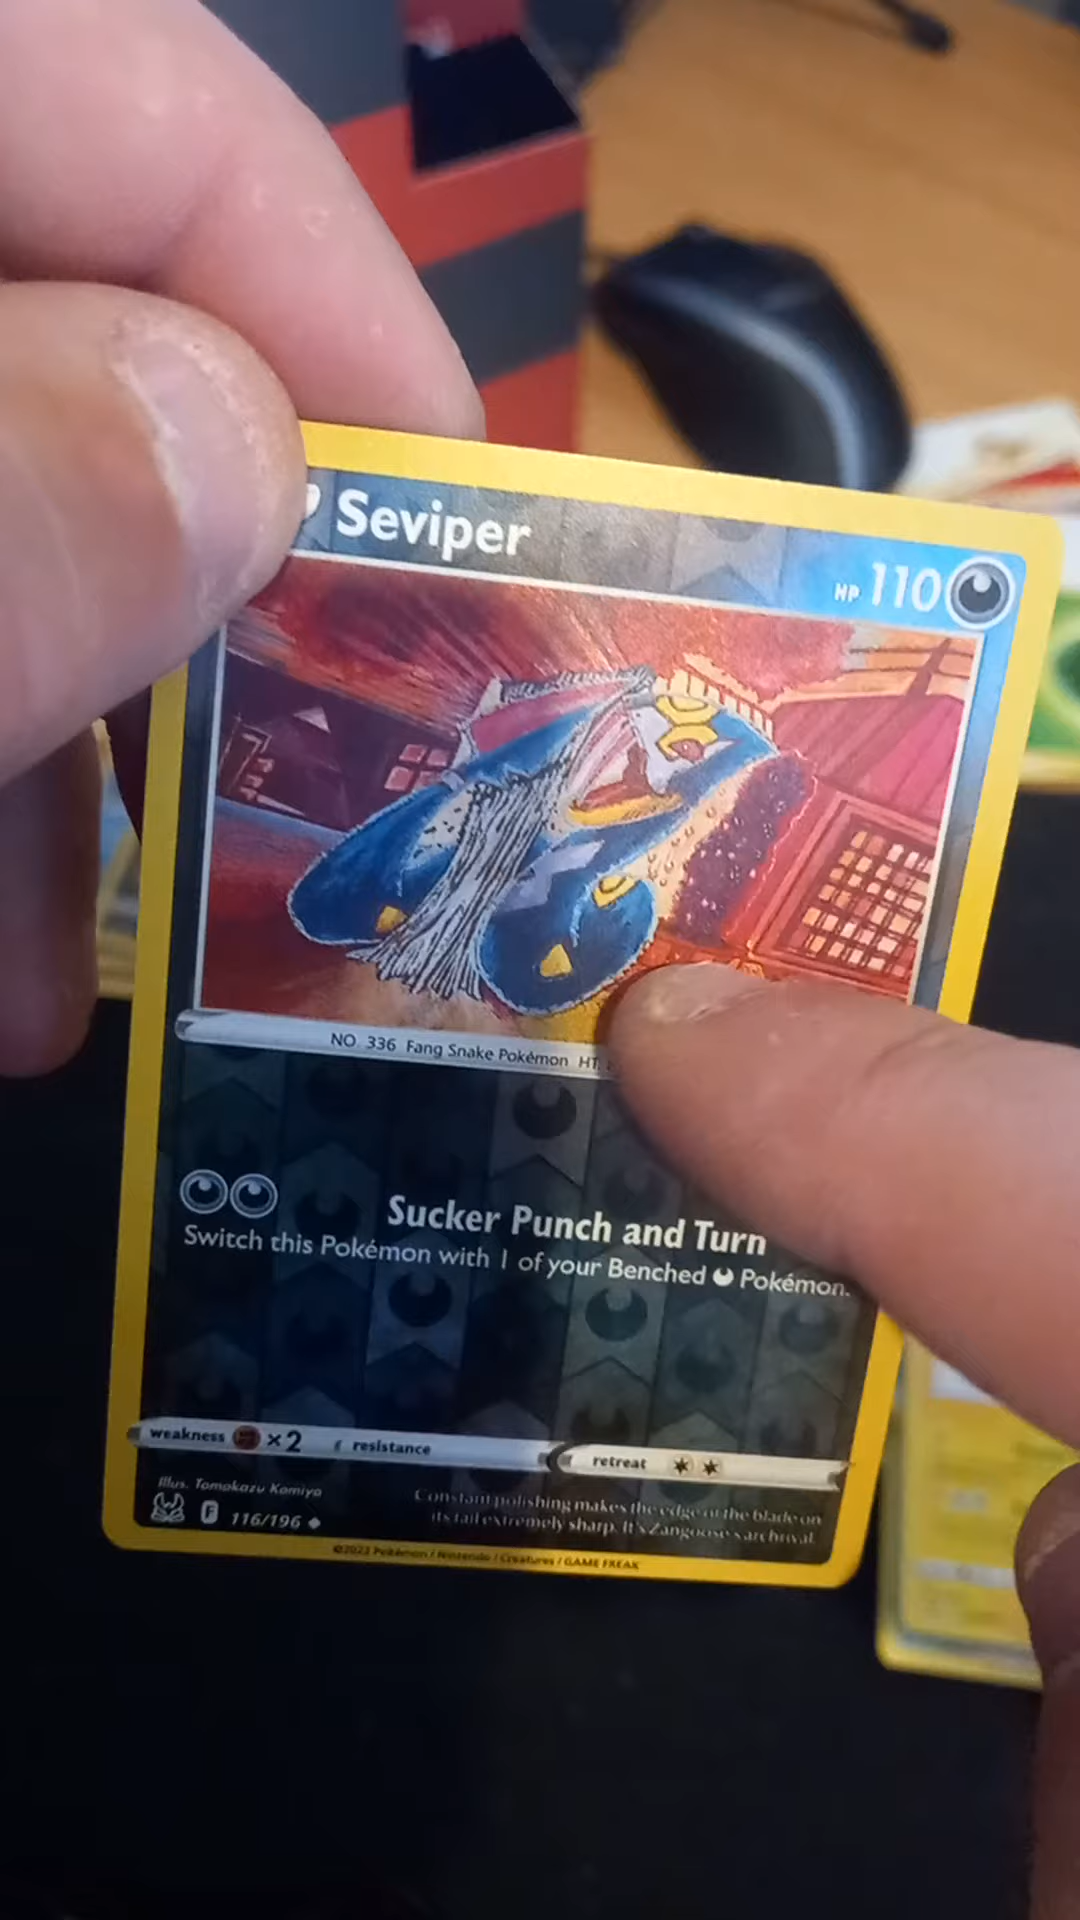 Seviper
HP 110
NO. 336 Fang Snake Pokémon HT.
Sucker Punch and Turn
Switch this Pokémon with 1 of your Benched Pokémon.
weakness ×2 resistance retreat
Illus. Tomokazu Komiya
F 116/196
Constant polishing makes the edge of the blade on
its tail extremely sharp. It's Zangoose's archrival.
©2022 Pokémon / Nintendo / Creatures / GAME FREAK